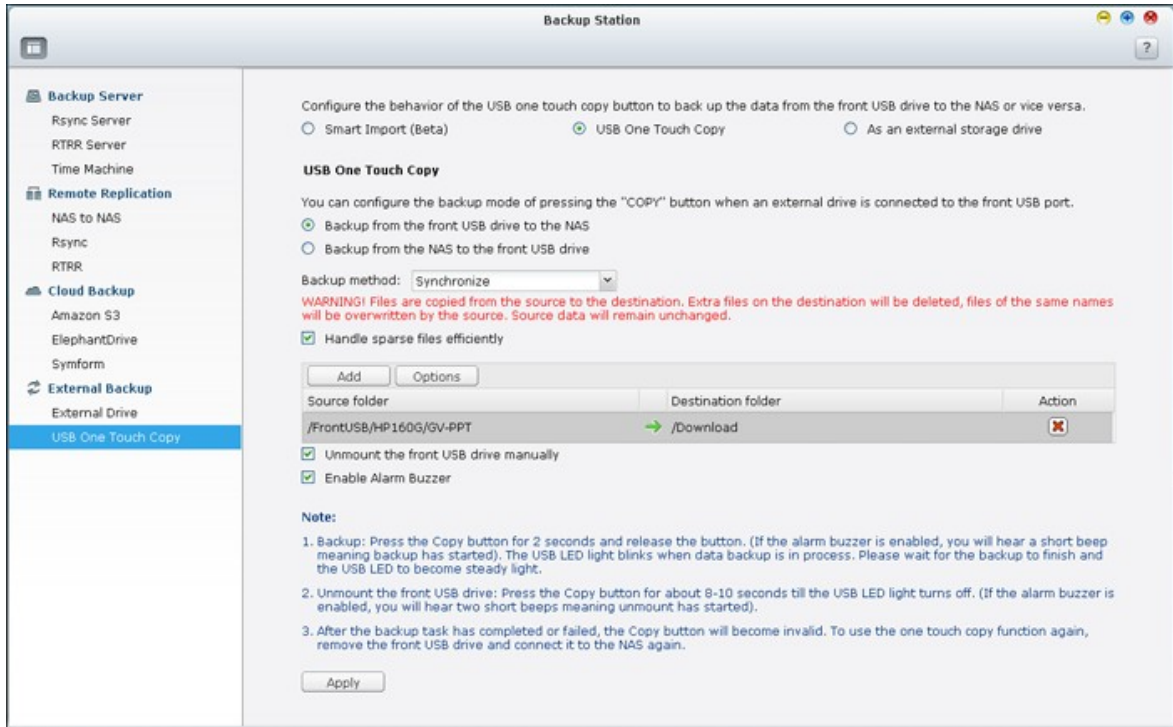 Backup Station
?
Backup Server
Rsync Server
RTRR Server
Time Machine
Remote Replication
NAS to NAS
Rsync
RTRR
Cloud Backup
Amazon S3
ElephantDrive
Symform
External Backup
External Drive
USB One Touch Copy
Configure the behavior of the USB one touch copy button to back up the data from the front USB drive to the NAS or vice versa.
Smart Import (Beta) USB One Touch Copy As an external storage drive
USB One Touch Copy
You can configure the backup mode of pressing the "COPY" button when an external drive is connected to the front USB port.
Backup from the front USB drive to the NAS
Backup from the NAS to the front USB drive
Backup method: Synchronize
WARNING! Files are copied from the source to the destination. Extra files on the destination will be deleted, files of the same names
will be overwritten by the source. Source data will remain unchanged.
Handle sparse files efficiently
Add Options
Source folder Destination folder Action
/FrontUSB/HP160G/GV-PPT /Download
Unmount the front USB drive manually
Enable Alarm Buzzer
Note:
1. Backup: Press the Copy button for 2 seconds and release the button. (If the alarm buzzer is enabled, you will hear a short beep
meaning backup has started). The USB LED light blinks when data backup is in process. Please wait for the backup to finish and
the USB LED to become steady light.
2. Unmount the front USB drive: Press the Copy button for about 8-10 seconds till the USB LED light turns off. (If the alarm buzzer is
enabled, you will hear two short beeps meaning unmount has started).
3. After the backup task has completed or failed, the Copy button will become invalid. To use the one touch copy function again,
remove the front USB drive and connect it to the NAS again.
Apply